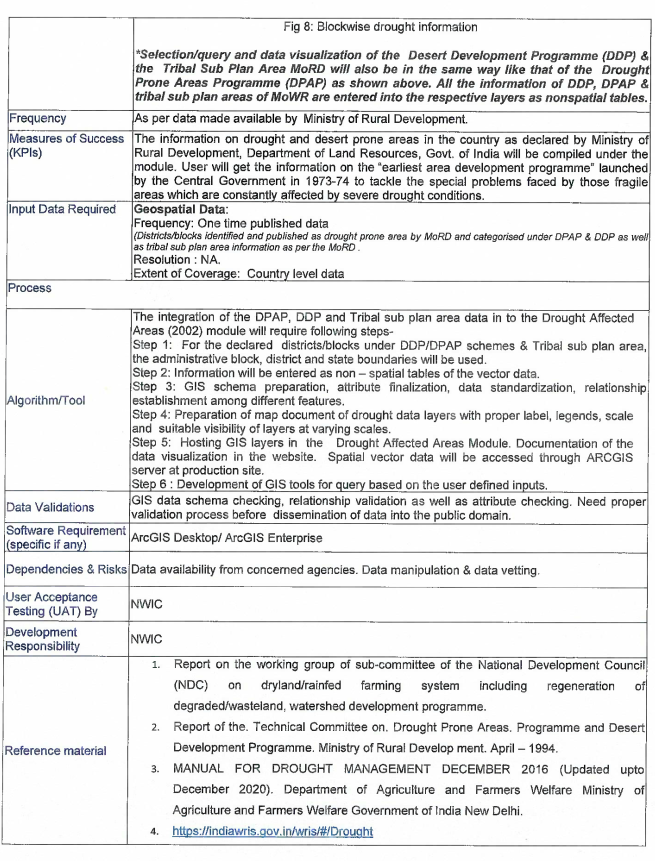 Fig 8: Blockwise drought information
*Selection/query and data visualization of the Desert Development Programme (DDP) &
the Tribal Sub Plan Area MoRD will also be in the same way like that of the Drought
Prone Areas Programme (DPAP) as shown above. All the information of DDP, DPAP &
tribal sub plan areas of MoWR are entered into the respective layers as nonspatial tables.
Frequency
As per data made available by Ministry of Rural Development.
Measures of Success
(KPIs)
The information on drought and desert prone areas in the country as declared by Ministry of
Rural Development, Department of Land Resources, Govt. of India will be compiled under the
module. User will get the information on the "earliest area development programme" launched
by the Central Government in 1973-74 to tackle the special problems faced by those fragile
areas which are constantly affected by severe drought conditions.
Input Data Required
Geospatial Data:
Frequency: One time published data
(Districts/blocks identified and published as drought prone area by MoRD and categorised under DPAP & DDP as well
as tribal sub plan area information as per the MoRD .
Resolution : NA.
Extent of Coverage: Country level data
Process
Algorithm/Tool
The integration of the DPAP, DDP and Tribal sub plan area data in to the Drought Affected
Areas (2002) module will require following steps-
Step 1: For the declared districts/blocks under DDP/DPAP schemes & Tribal sub plan area,
the administrative block, district and state boundaries will be used.
Step 2: Information will be entered as non – spatial tables of the vector data.
Step 3: GIS schema preparation, attribute finalization, data standardization, relationship
establishment among different features.
Step 4: Preparation of map document of drought data layers with proper label, legends, scale
and suitable visibility of layers at varying scales.
Step 5: Hosting GIS layers in the Drought Affected Areas Module. Documentation of the
data visualization in the website. Spatial vector data will be accessed through ARCGIS
server at production site.
Step 6 : Development of GIS tools for query based on the user defined inputs.
Data Validations
GIS data schema checking, relationship validation as well as attribute checking. Need proper
validation process before dissemination of data into the public domain.
Software Requirement
(specific if any)
ArcGIS Desktop/ ArcGIS Enterprise
Dependencies & Risks
Data availability from concerned agencies. Data manipulation & data vetting.
User Acceptance
Testing (UAT) By
NWIC
Development
Responsibility
NWIC
Reference material
1. Report on the working group of sub-committee of the National Development Council
(NDC) on dryland/rainfed farming system including regeneration of
degraded/wasteland, watershed development programme.
2. Report of the. Technical Committee on. Drought Prone Areas. Programme and Desert
Development Programme. Ministry of Rural Develop ment. April – 1994.
3. MANUAL FOR DROUGHT MANAGEMENT DECEMBER 2016 (Updated upto
December 2020). Department of Agriculture and Farmers Welfare Ministry of
Agriculture and Farmers Welfare Government of India New Delhi.
4. https://indiawris.gov.in/wris/#/Drought